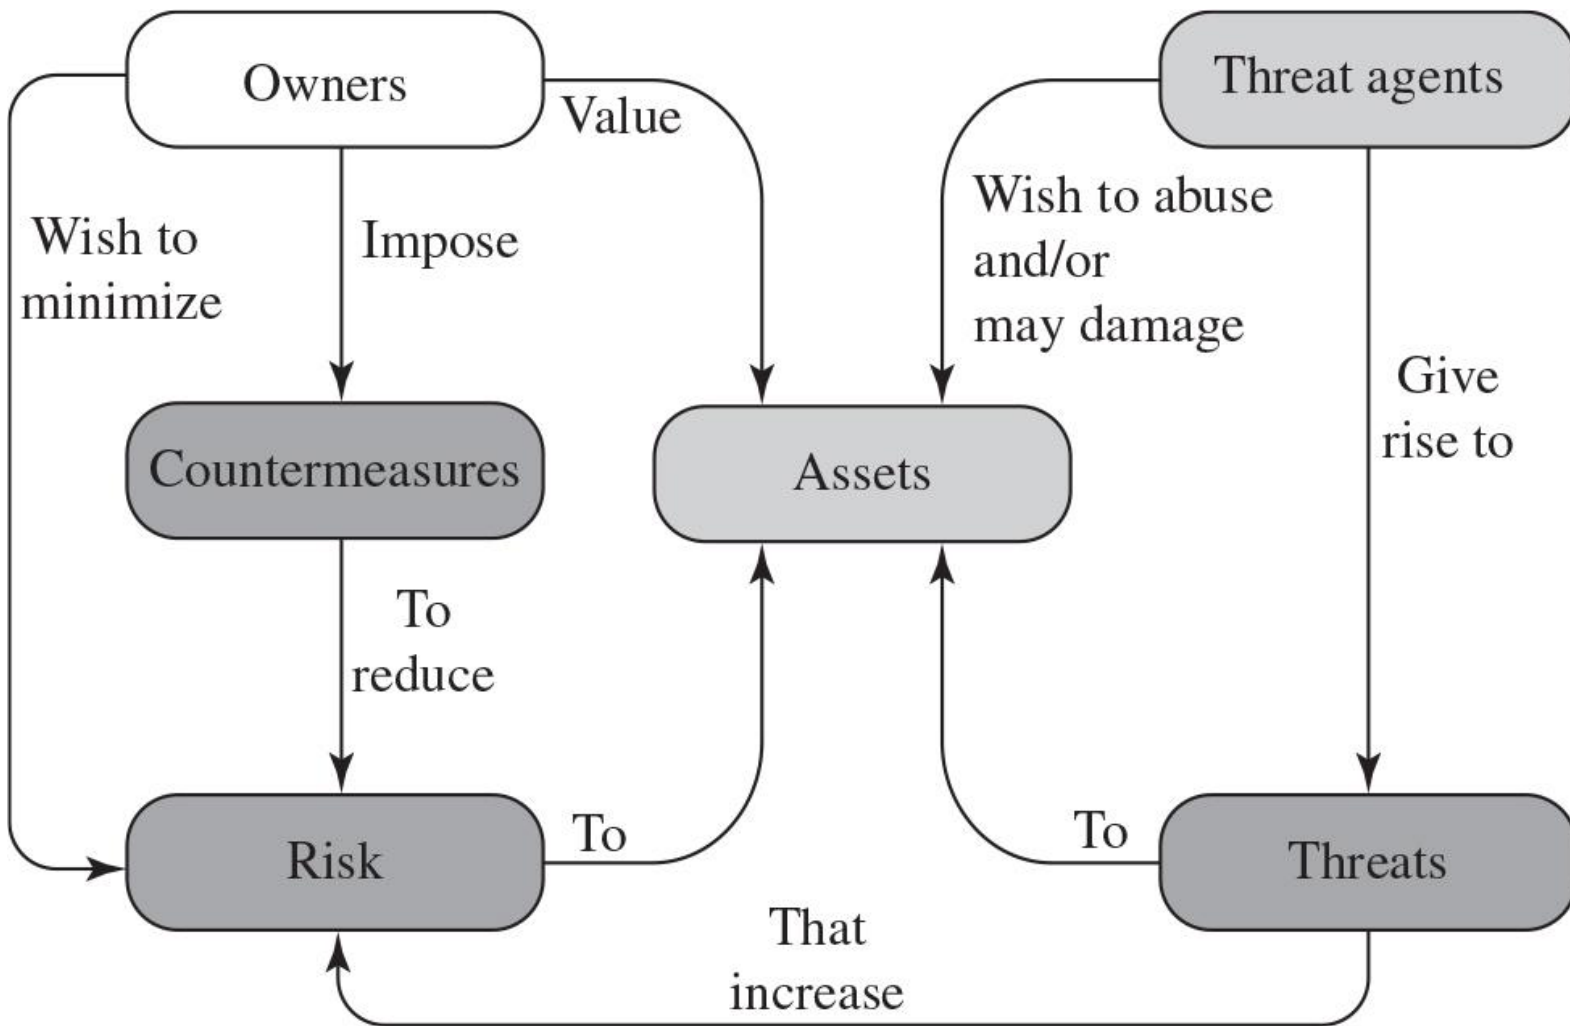 Owners
Threat agents
Value
Wish to
minimize
Impose
Wish to abuse
and/or
may damage
Give
rise to
Countermeasures
Assets
To
reduce
Risk
To
To
Threats
That
increase